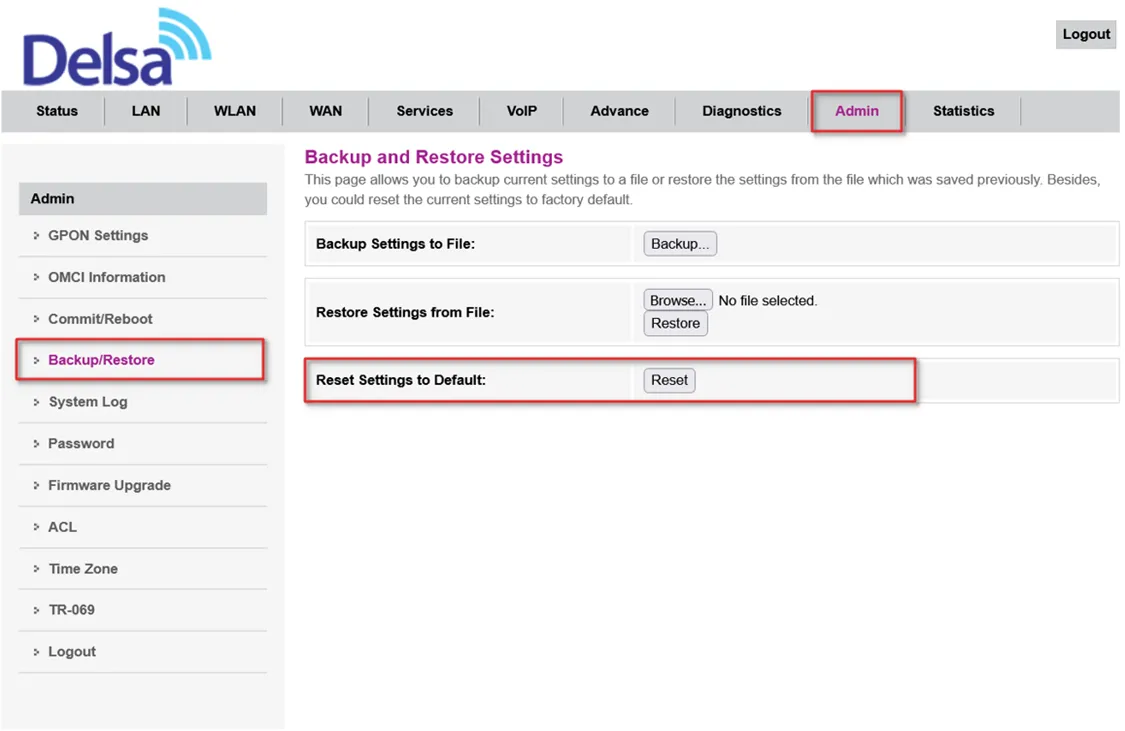 Delsa
Logout
Status LAN WLAN WAN Services VoIP Advance Diagnostics Admin Statistics
Admin
GPON Settings
OMCI Information
Commit/Reboot
Backup/Restore
System Log
Password
Firmware Upgrade
ACL
Time Zone
TR-069
Logout
Backup and Restore Settings
This page allows you to backup current settings to a file or restore the settings from the file which was saved previously. Besides,
you could reset the current settings to factory default.
Backup Settings to File: Backup...
Restore Settings from File: Browse... No file selected.
Restore
Reset Settings to Default: Reset